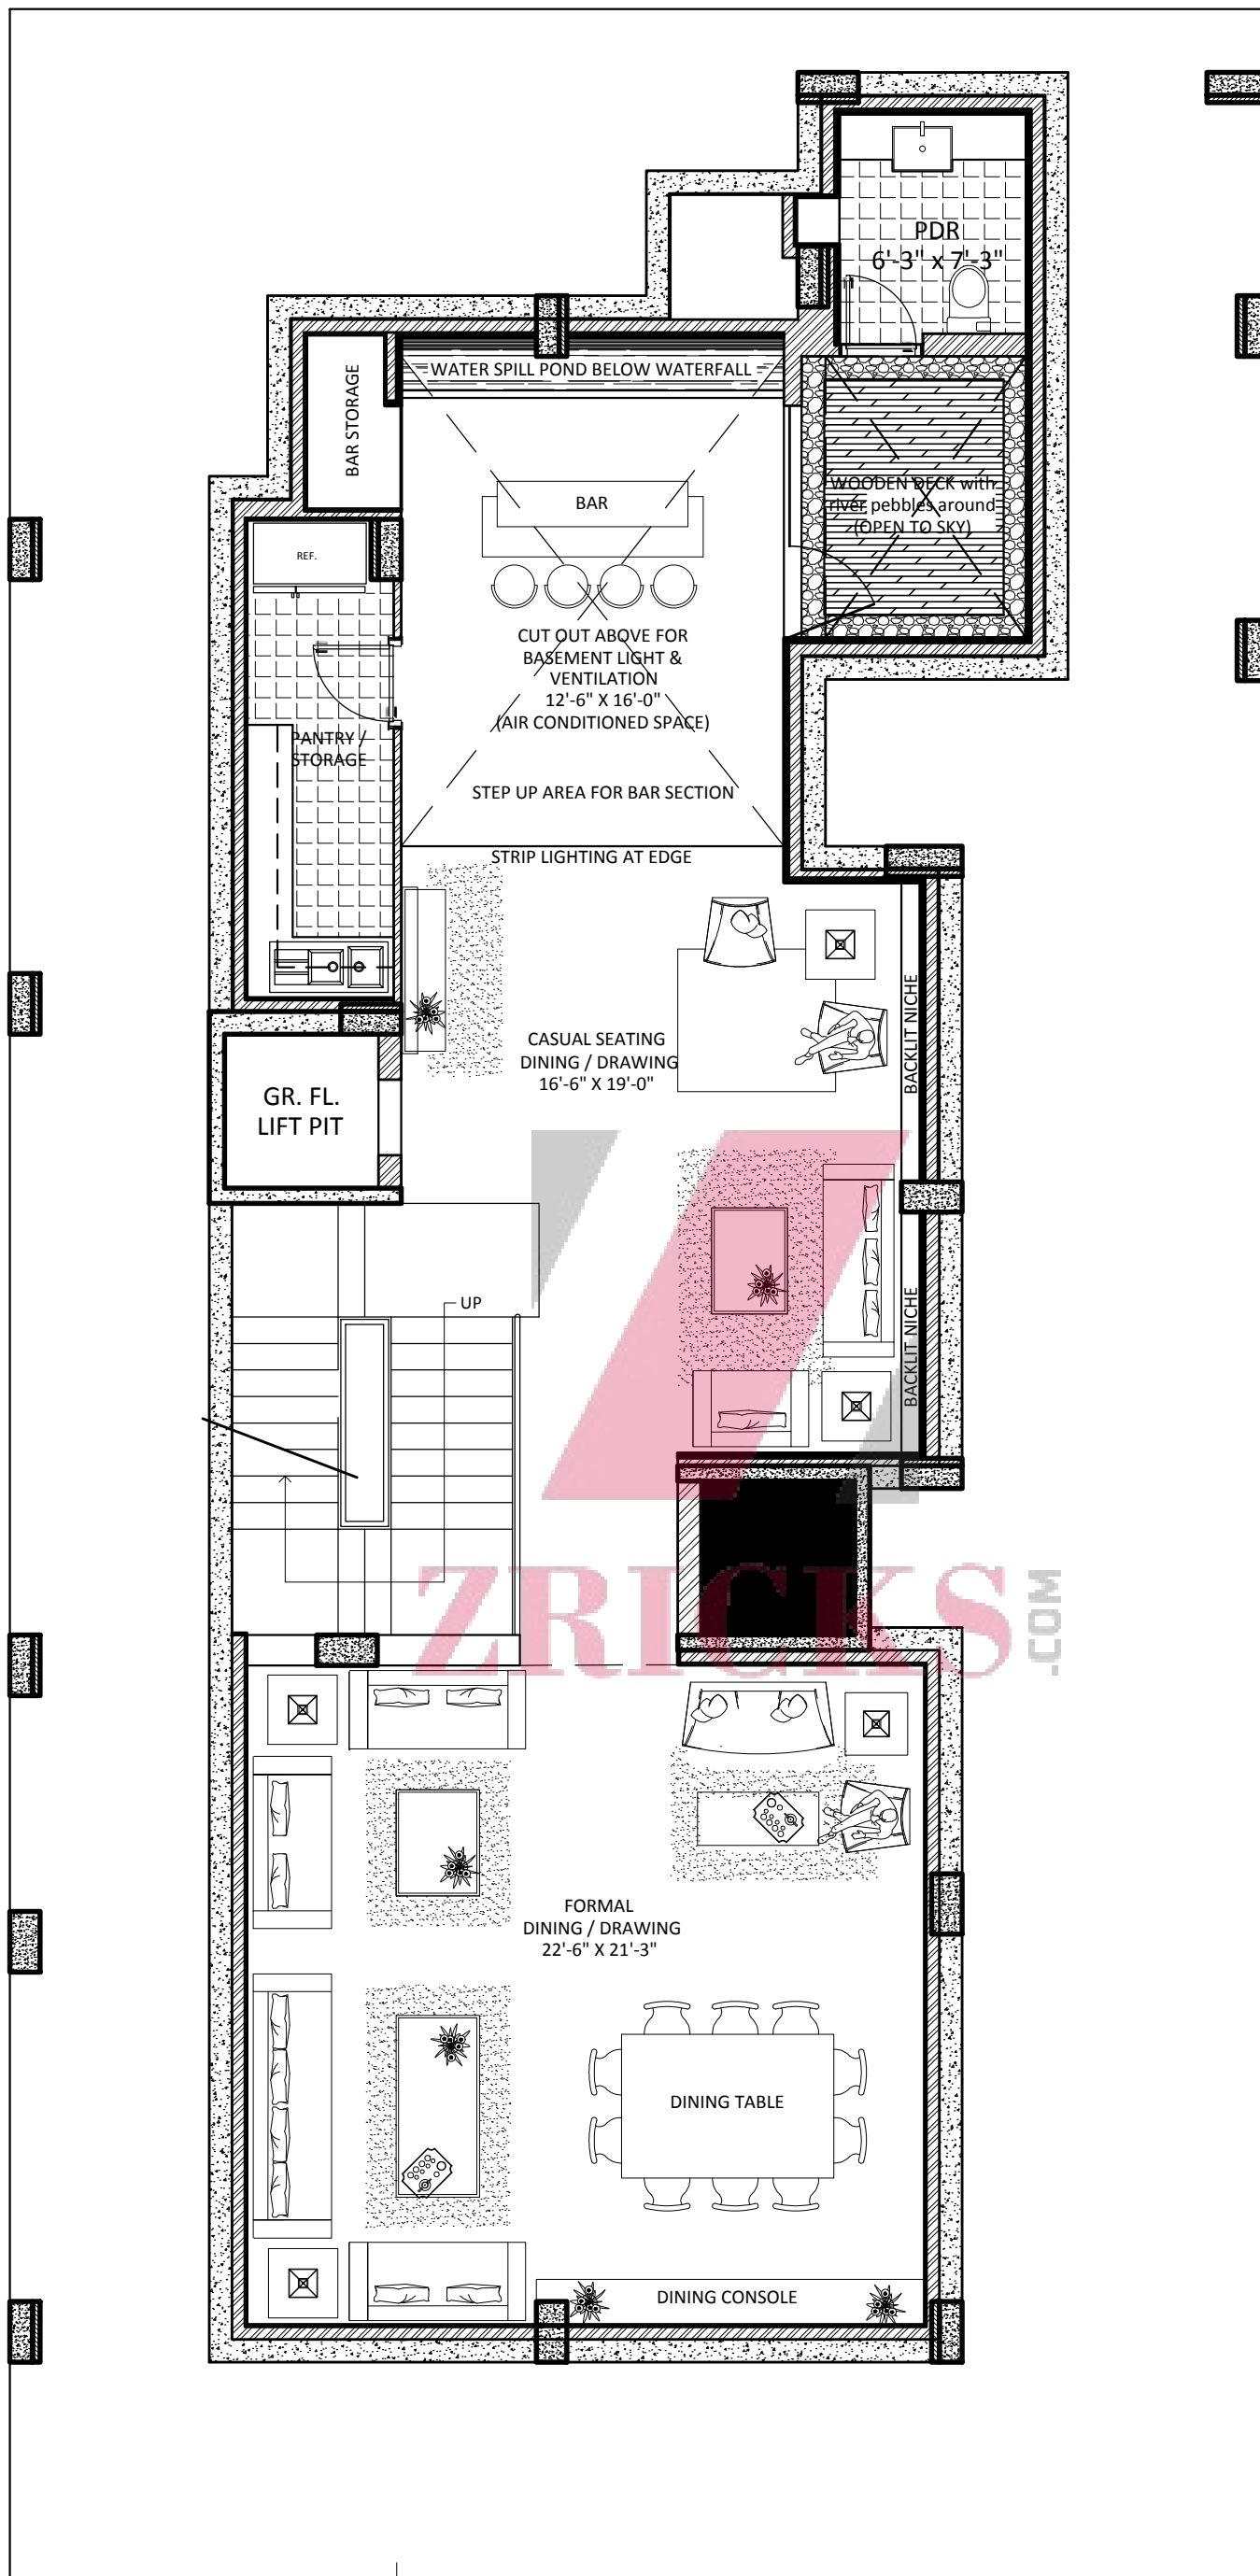 PDR
6'-3" x 7'-3"
WATER SPILL POND BELOW WATERFALL
BAR STORAGE
BAR
WOODEN DECK with
river pebbles around
(OPEN TO SKY)
REF.
CUT OUT ABOVE FOR
BASEMENT LIGHT &
VENTILATION
12'-6" X 16'-0"
(AIR CONDITIONED SPACE)
PANTRY /
STORAGE
STEP UP AREA FOR BAR SECTION
STRIP LIGHTING AT EDGE
CASUAL SEATING
DINING / DRAWING
16'-6" X 19'-0"
BACKLIT NICHE
GR. FL.
LIFT PIT
UP
BACKLIT NICHE
ZRICKS
.COM
FORMAL
DINING / DRAWING
22'-6" X 21'-3"
DINING TABLE
DINING CONSOLE